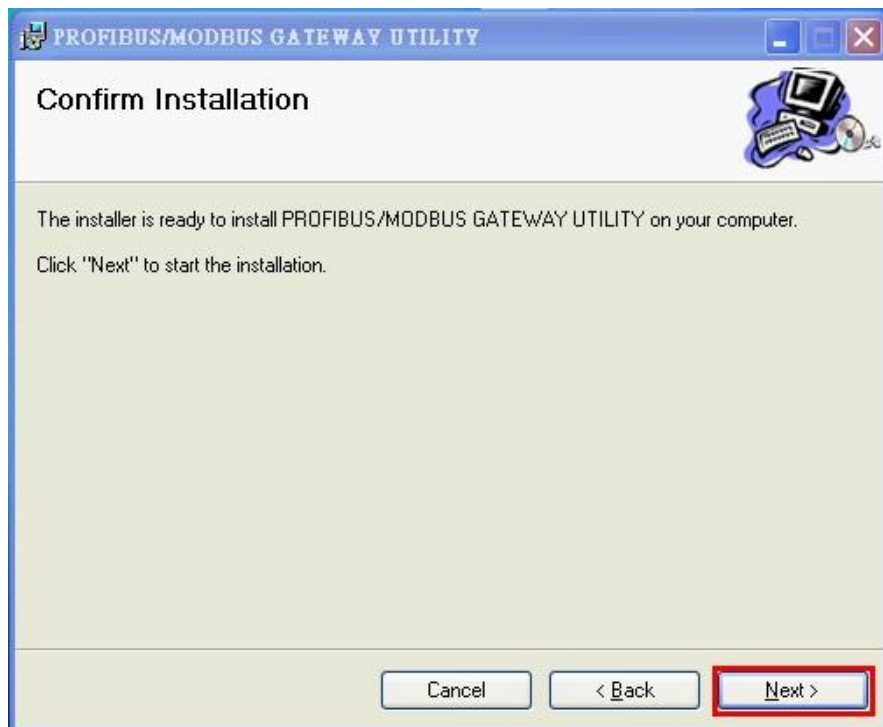 PROFIBUS/MODBUS GATEWAY UTILITY
Confirm Installation
The installer is ready to install PROFIBUS/MODBUS GATEWAY UTILITY on your computer.
Click "Next" to start the installation.
Cancel < Back Next >